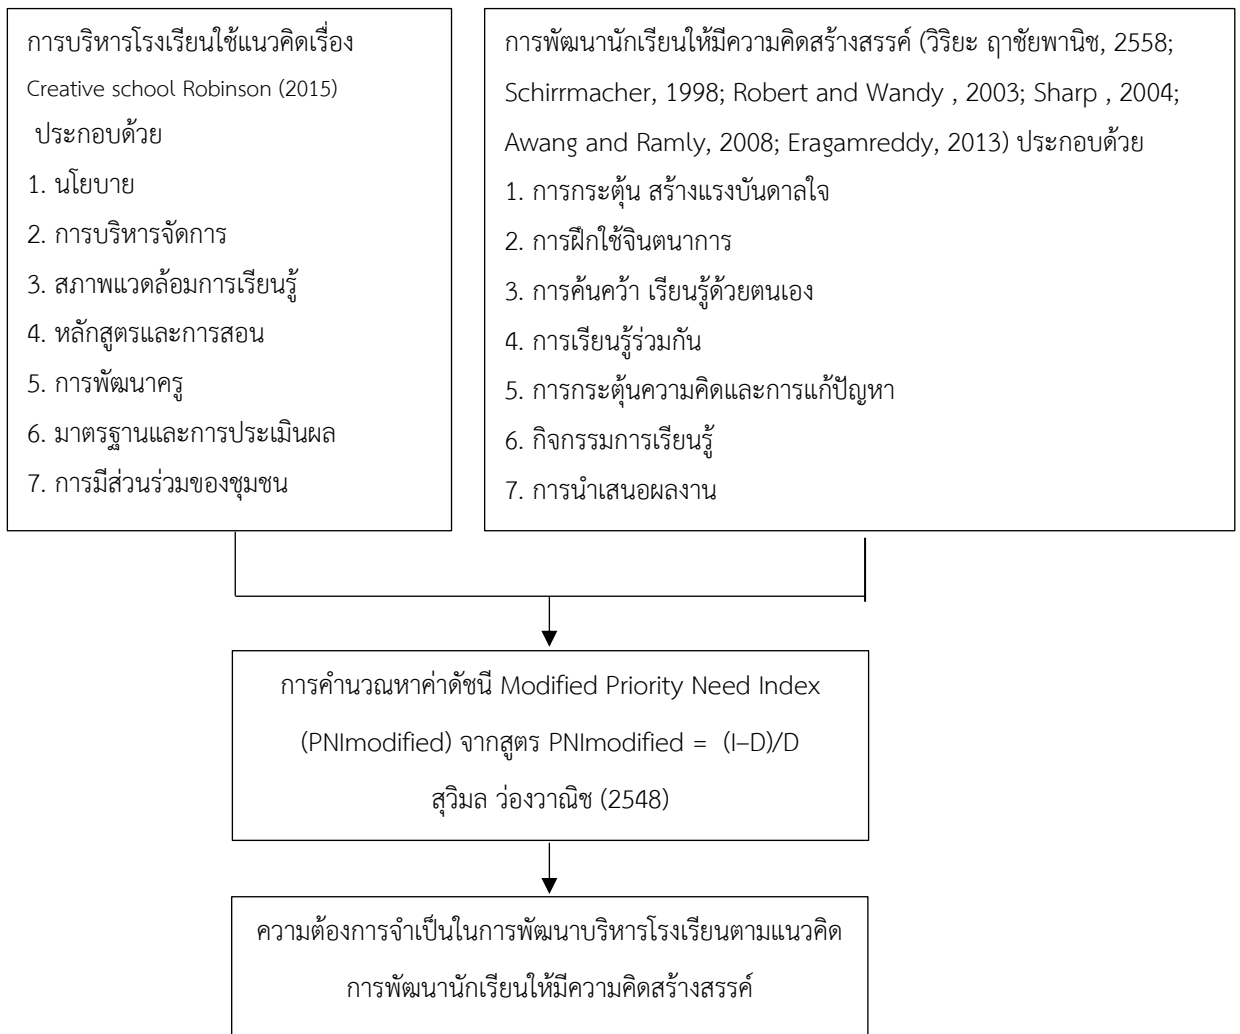 การบริหารโรงเรียนใช้แนวคิดเรื่อง
Creative school Robinson (2015)
ประกอบด้วย
1. นโยบาย
2. การบริหารจัดการ
3. สภาพแวดล้อมการเรียนรู้
4. หลักสูตรและการสอน
5. การพัฒนาครู
6. มาตรฐานและการประเมินผล
7. การมีส่วนร่วมของชุมชน
การพัฒนานักเรียนให้มีความคิดสร้างสรรค์ (วิริยะ ฤาชัยพานิช, 2558;
Schirrmacher, 1998; Robert and Wandy , 2003; Sharp , 2004;
Awang and Ramly, 2008; Eragamreddy, 2013) ประกอบด้วย
1. การกระตุ้น สร้างแรงบันดาลใจ
2. การฝึกใช้จินตนาการ
3. การค้นคว้า เรียนรู้ด้วยตนเอง
4. การเรียนรู้ร่วมกัน
5. การกระตุ้นความคิดและการแก้ปัญหา
6. กิจกรรมการเรียนรู้
7. การนำเสนอผลงาน
การคำนวณหาค่าดัชนี Modified Priority Need Index
(PNImodified) จากสูตร PNImodified = (I–D)/D
สุวิมล ว่องวาณิช (2548)
ความต้องการจำเป็นในการพัฒนาบริหารโรงเรียนตามแนวคิด
การพัฒนานักเรียนให้มีความคิดสร้างสรรค์